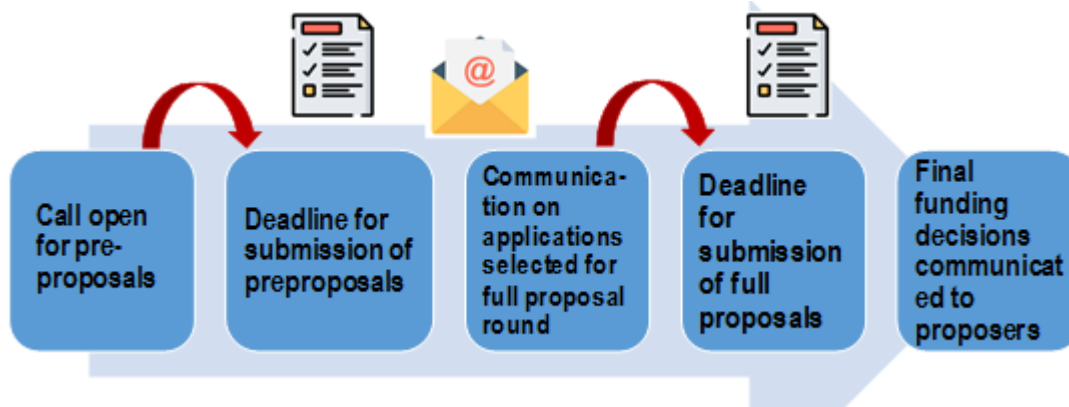 @
Call open
for pre-
proposals
Deadline for
submission of
preproposals
Communica-
tion on
applications
selected for
full proposal
round
Deadline
for
submission
of full
proposals
Final
funding
decisions
communicat
ed to
proposers